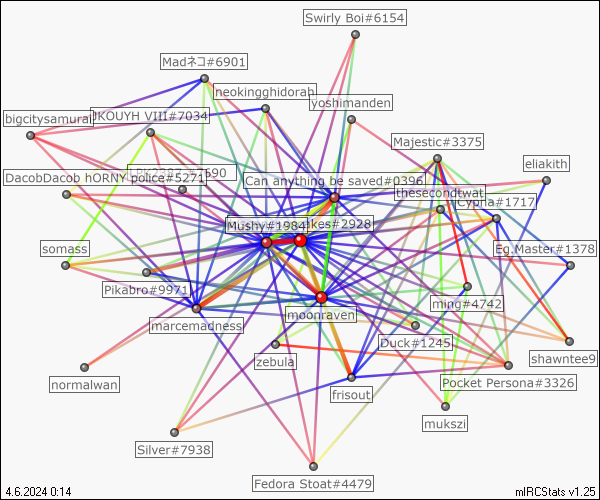 Swirly Boi#6154
Madネコ#6901
neokingghidorah
yoshimanden
bigcitysamurai
JKOUYH VIII#7034
Majestic#3375
eliakith
DacobDacob hORNY police#5271
590
Can anything be saved#0396
thesecondtwat
Cypria#1717
Mushy#1984
akes#2928
somass
Eg.Master#1378
Pikabro#9971
ming#4742
moonraven
marcemadness
Duck#1245
zebula
shawntee9
normalwan
frisout
Pocket Persona#3326
mukszi
Silver#7938
Fedora Stoat#4479
4.6.2024 0:14
mIRCStats v1.25